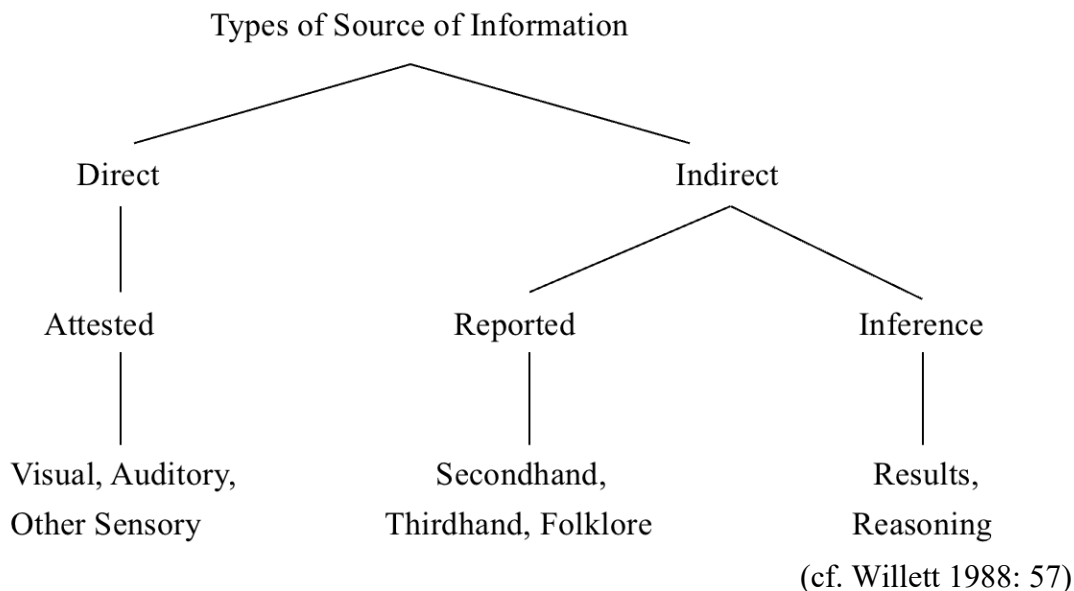 Types of Source of Information
Direct
Indirect
Attested
Reported
Inference
Visual, Auditory,
Other Sensory
Secondhand,
Thirdhand, Folklore
Results,
Reasoning
(cf. Willett 1988: 57)